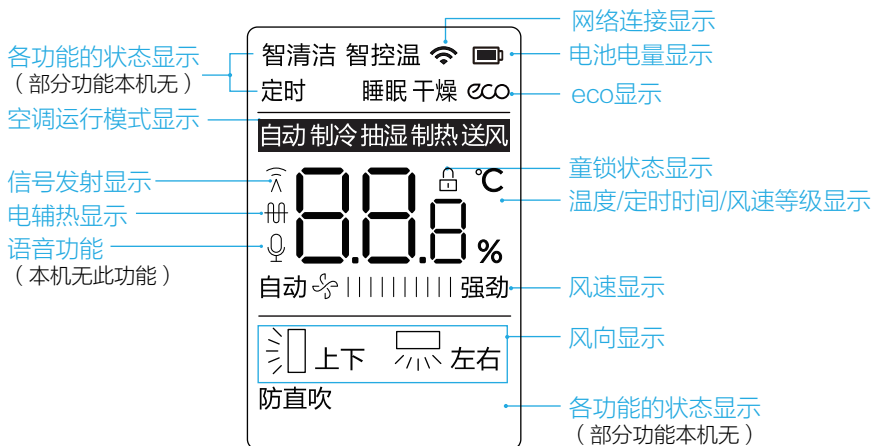 网络连接显示
各功能的状态显示
（部分功能本机无）
智清洁 智控温
电池电量显示
定时 睡眠 干燥 eco
eco显示
空调运行模式显示
自动 制冷 抽湿 制热 送风
童锁状态显示
信号发射显示
88.8 ℃
温度/定时时间/风速等级显示
电辅热显示
语音功能
（本机无此功能）
%
自动 强劲
风速显示
风向显示
上下 左右
防直吹
各功能的状态显示
（部分功能本机无）